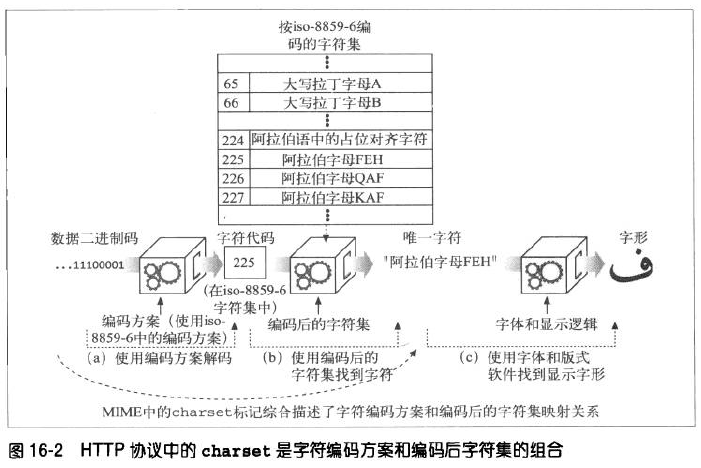 按iso-8859-6编
码的字符集
65 大写拉丁字母A
66 大写拉丁字母B
224 阿拉伯语中的占位对齐字符
225 阿拉伯字母FEH
226 阿拉伯字母QAF
227 阿拉伯字母KAF
数据二进制码 字符代码 唯一字符 字形
...11100001 225 "阿拉伯字母FEH" ف
(在iso-8859-6
字符集中)
编码方案 (使用iso-
8859-6中的编码方案)
编码后的字符集
字体和显示逻辑
(a) 使用编码方案解码
(b) 使用编码后的
字符集找到字符
(c) 使用字体和版式
软件找到显示字形
MIME中的charset标记综合描述了字符编码方案和编码后的字符集映射关系
图 16-2 HTTP 协议中的 charset 是字符编码方案和编码后字符集的组合